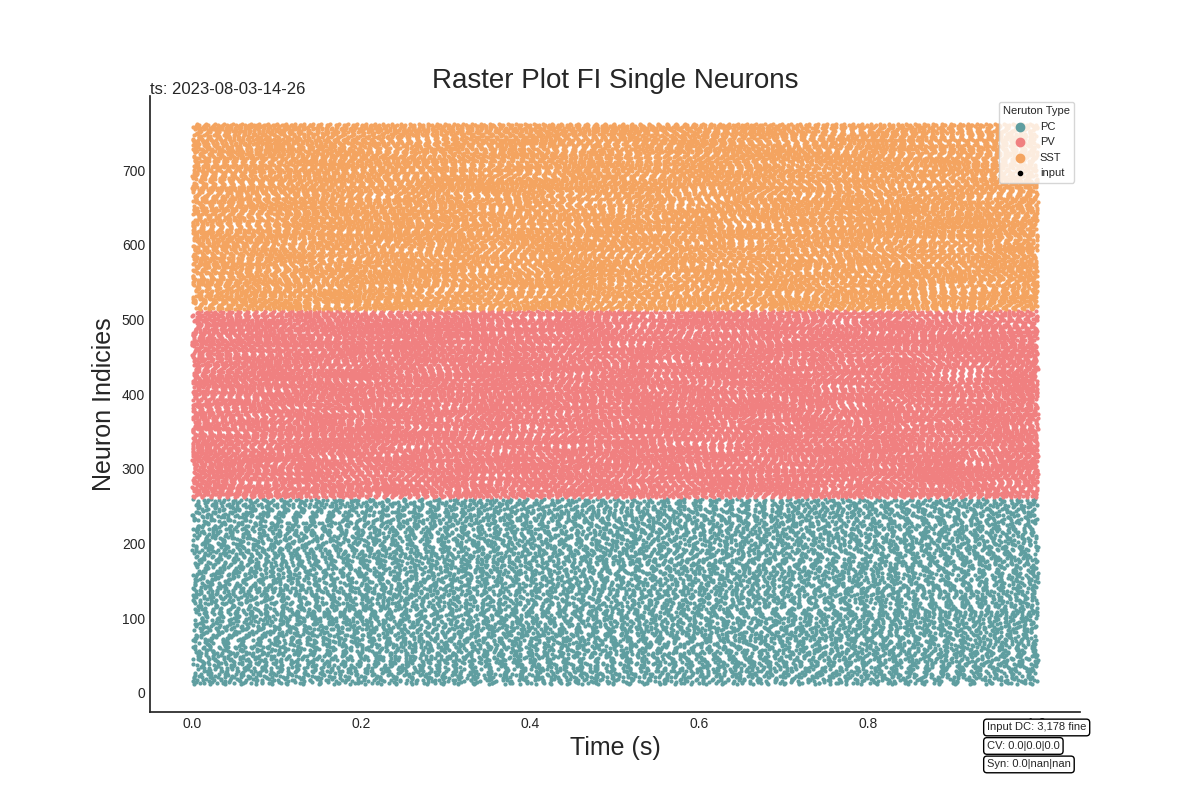 Raster Plot FI Single Neurons
ts: 2023-08-03-14-26
Neruton Type
PC
PV
SST
input
Neuron Indicies
700
600
500
400
300
200
100
0
0.0
0.2
0.4
0.6
0.8
Time (s)
Input DC: 3,178 fine
CV: 0.0|0.0|0.0
Syn: 0.0|nan|nan